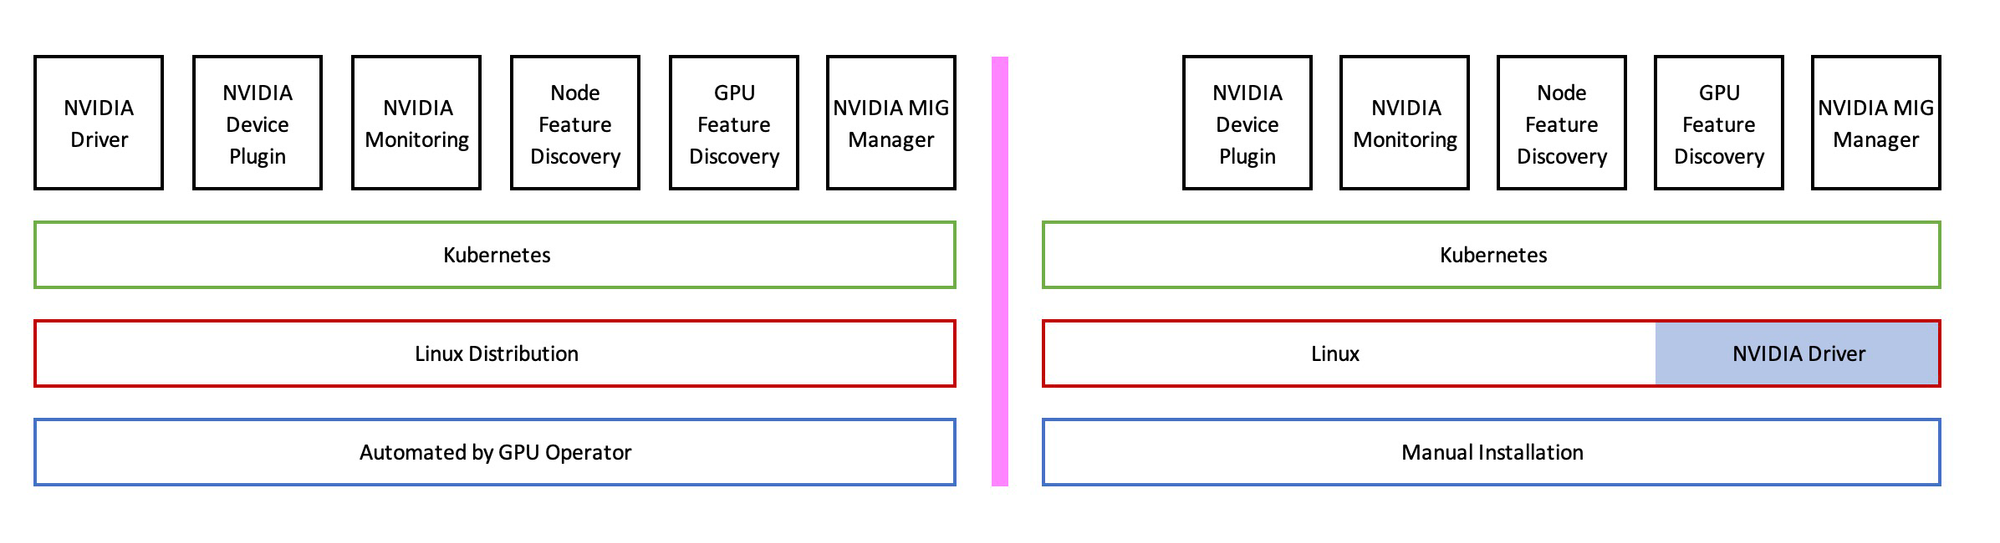 NVIDIA
Driver
NVIDIA
Device
Plugin
NVIDIA
Monitoring
Node
Feature
Discovery
GPU
Feature
Discovery
NVIDIA MIG
Manager
Kubernetes
Linux Distribution
Automated by GPU Operator
NVIDIA
Device
Plugin
NVIDIA
Monitoring
Node
Feature
Discovery
GPU
Feature
Discovery
NVIDIA MIG
Manager
Kubernetes
Linux
NVIDIA Driver
Manual Installation